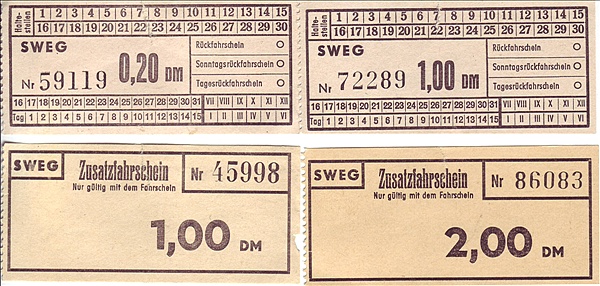 Halte-stellen 1 2 3 4 5 6 7 8 9 10 11 12 13 14 15
16 17 18 19 20 21 22 23 24 25 26 27 28 29 30
SWEG
Nr 59119 0,20 DM
Rückfahrschein
Sonntagsrückfahrschein
Tagesrückfahrschein
16 17 18 19 20 21 22 23 24 25 26 27 28 29 30 31 VII VIII IX X XI XII
Tag 1 2 3 4 5 6 7 8 9 10 11 12 13 14 15 I II III IV V VI
Halte-stellen 1 2 3 4 5 6 7 8 9 10 11 12 13 14 15
16 17 18 19 20 21 22 23 24 25 26 27 28 29 30
SWEG
Nr 72289 1,00 DM
Rückfahrschein
Sonntagsrückfahrschein
Tagesrückfahrschein
16 17 18 19 20 21 22 23 24 25 26 27 28 29 30 31 VII VIII IX X XI XII
Tag 1 2 3 4 5 6 7 8 9 10 11 12 13 14 15 I II III IV V VI
SWEG Zusatzfahrschein Nr 45998
Nur gültig mit dem Fahrschein
1,00 DM
SWEG Zusatzfahrschein Nr 86083
Nur gültig mit dem Fahrschein
2,00 DM